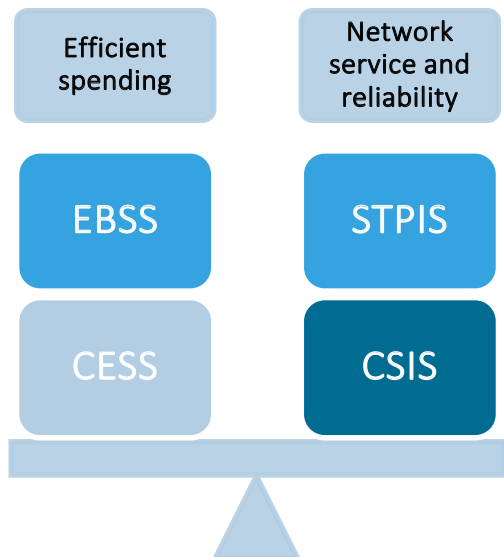 Efficient
spending
Network
service and
reliability
EBSS
STPIS
CESS
CSIS